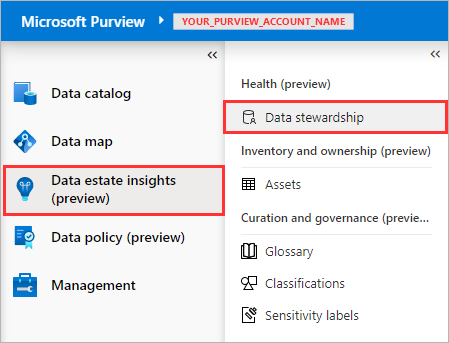 Microsoft Purview
YOUR_PURVIEW_ACCOUNT_NAME
Data catalog
Data map
Data estate insights
(preview)
Data policy (preview)
Management
Health (preview)
Data stewardship
Inventory and ownership (preview)
Assets
Curation and governance (previe...
Glossary
Classifications
Sensitivity labels